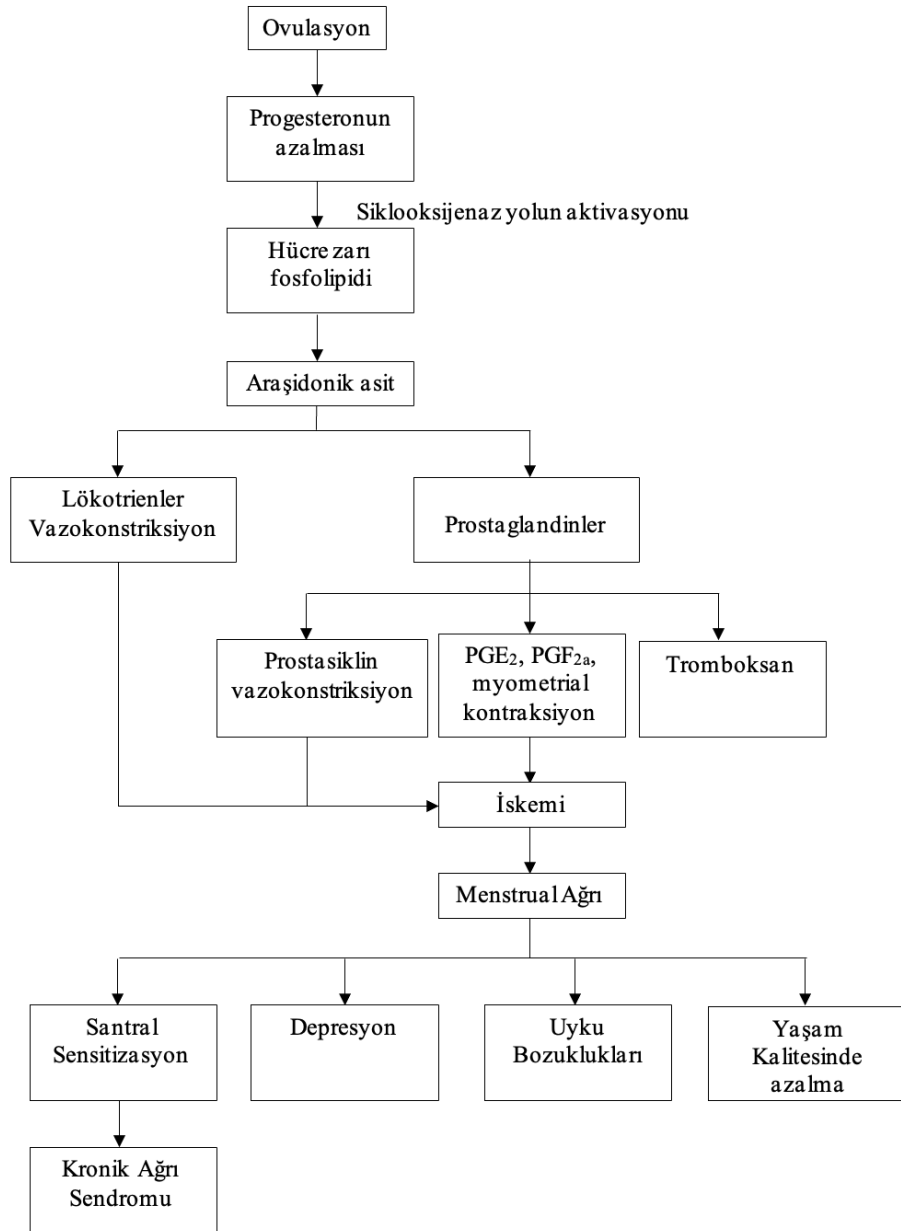 Ovulasyon
Progesteronun
azalması
Siklooksijenaz yolun aktivasyonu
Hücre zarı
fosfolipidi
Araşidonik asit
Lökotrienler
Vazokonstriksiyon
Prostaglandinler
Prostasiklin
vazokonstriksiyon
PGE₂, PGF₂ₐ,
myometrial
kontraksiyon
Tromboksan
İskemi
Menstrual Ağrı
Santral
Sensitizasyon
Depresyon
Uyku
Bozuklukları
Yaşam
Kalitesinde
azalma
Kronik Ağrı
Sendromu